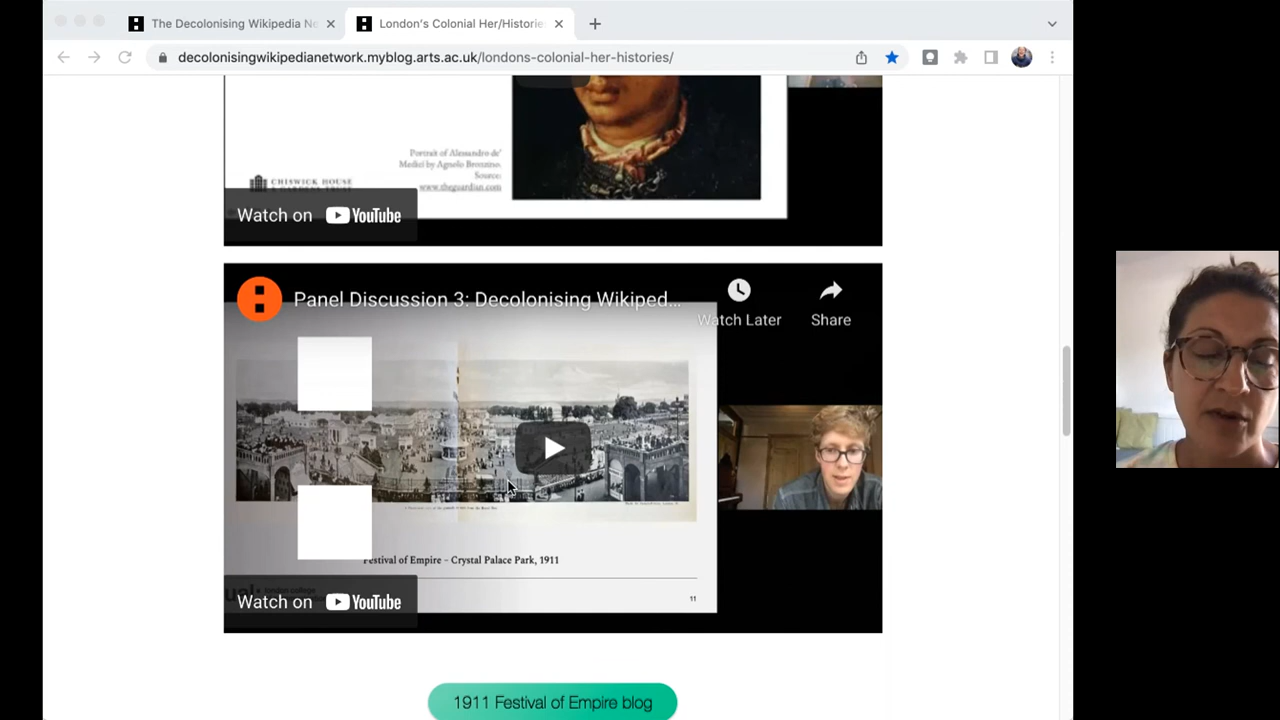 The Decolonising Wikipedia Ne
London's Colonial Her/Histories
decolonisingwikipedianetwork.myblog.arts.ac.uk/londons-colonial-her-histories/
Portrait of Alessandro de'
Medici by Agnolo Bronzino.
Source:
www.theguardian.com
CHISWICK HOUSE
& GARDENS TRUST
Watch on YouTube
Panel Discussion 3: Decolonising Wikiped...
Watch Later
Share
Festival of Empire – Crystal Palace Park, 1911
11
Watch on YouTube
1911 Festival of Empire blog